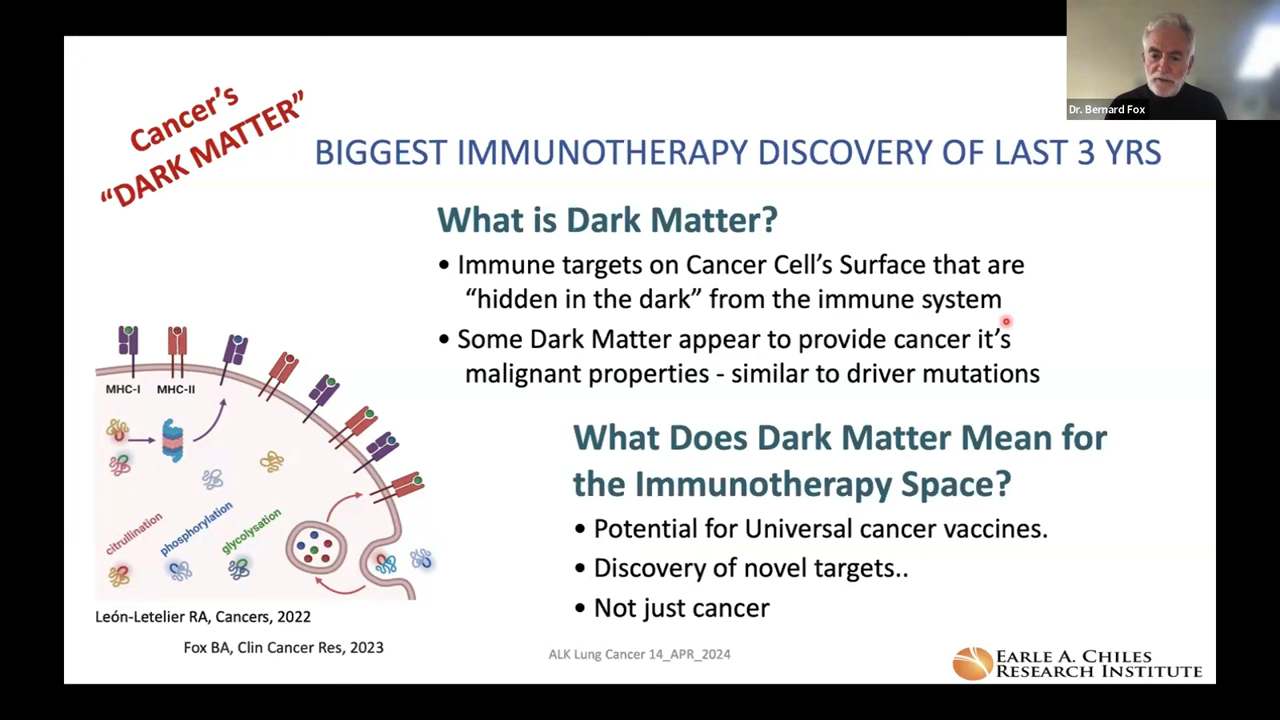 Dr. Bernard Fox
Cancer's
"DARK MATTER"
BIGGEST IMMUNOTHERAPY DISCOVERY OF LAST 3 YRS
What is Dark Matter?
• Immune targets on Cancer Cell's Surface that are
"hidden in the dark" from the immune system
• Some Dark Matter appear to provide cancer it's
malignant properties - similar to driver mutations
MHC-I MHC-II
What Does Dark Matter Mean for
the Immunotherapy Space?
• Potential for Universal cancer vaccines.
• Discovery of novel targets..
• Not just cancer
citrullination
phosphorylation
glycolysation
León-Letelier RA, Cancers, 2022
Fox BA, Clin Cancer Res, 2023
ALK Lung Cancer 14_APR_2024
EARLE A. CHILES
RESEARCH INSTITUTE